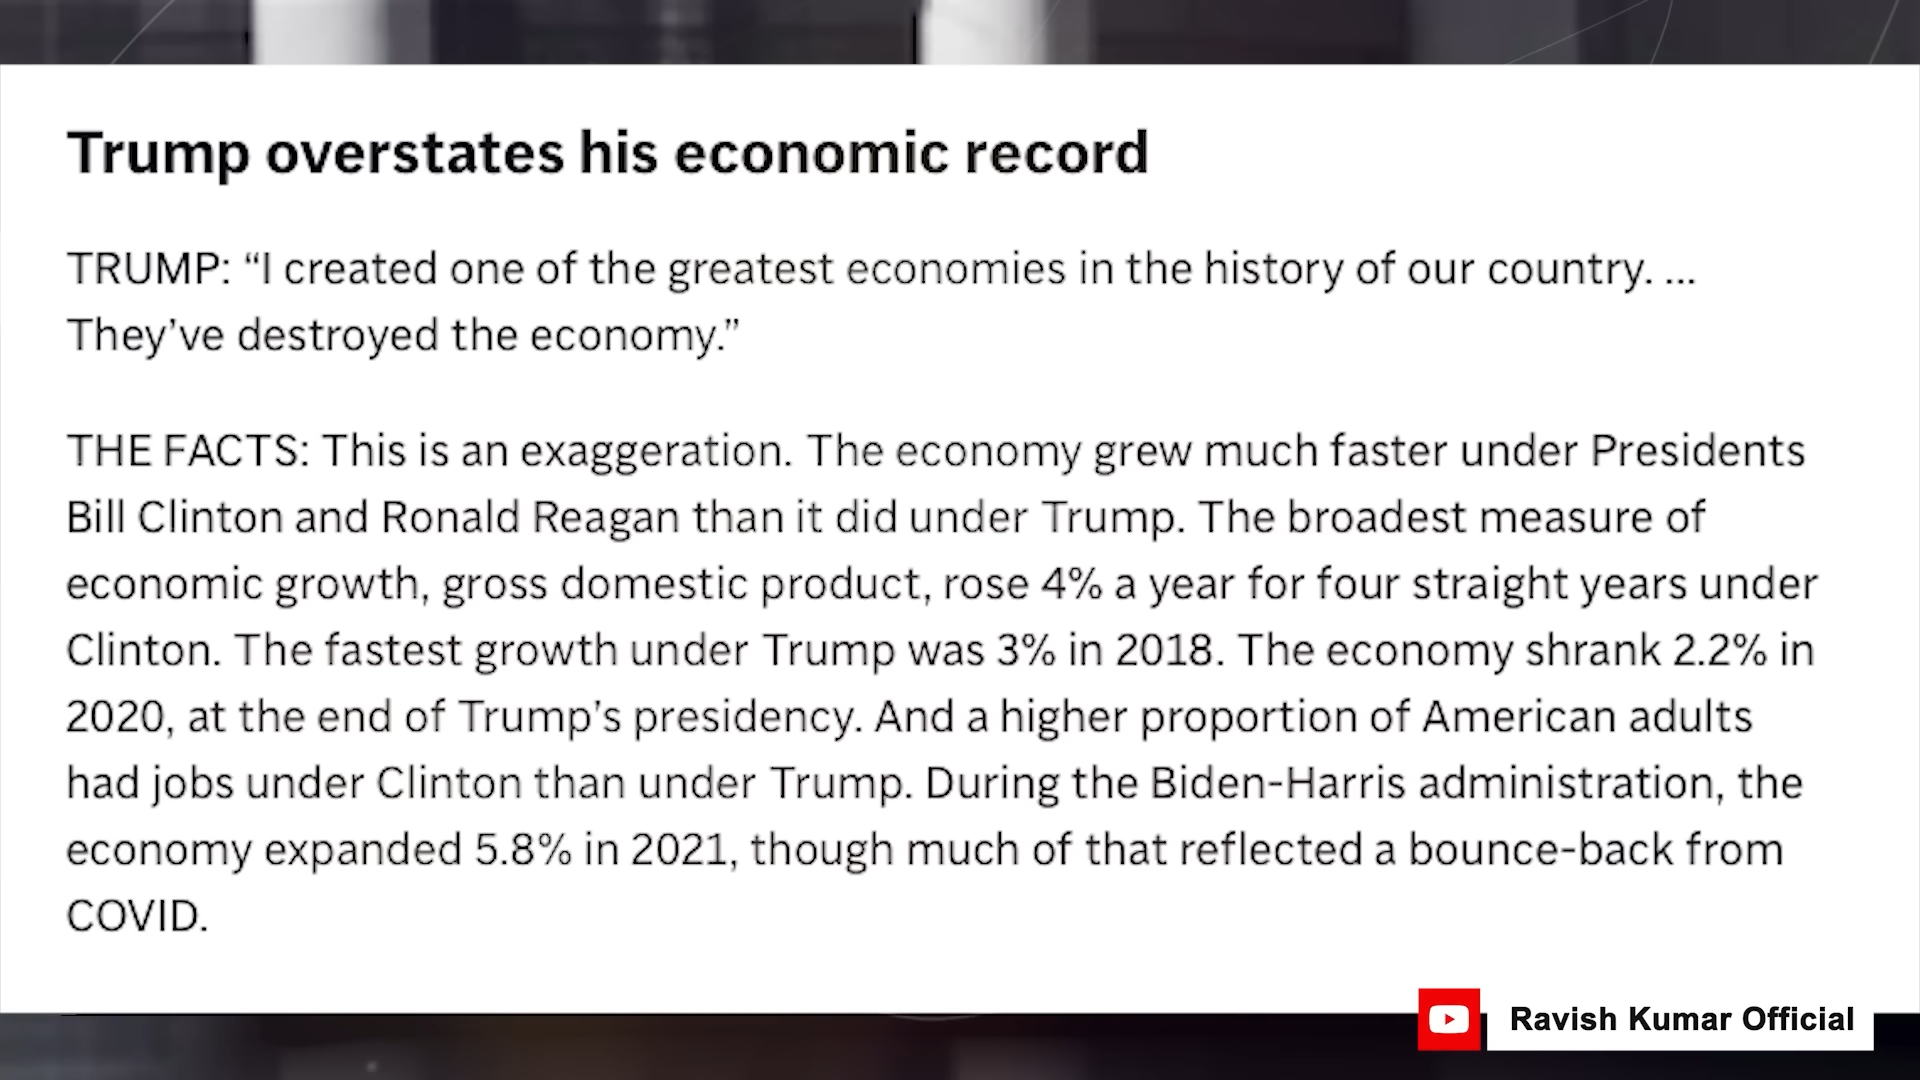 Trump overstates his economic record
TRUMP: “I created one of the greatest economies in the history of our country. ...
They’ve destroyed the economy.”
THE FACTS: This is an exaggeration. The economy grew much faster under Presidents
Bill Clinton and Ronald Reagan than it did under Trump. The broadest measure of
economic growth, gross domestic product, rose 4% a year for four straight years under
Clinton. The fastest growth under Trump was 3% in 2018. The economy shrank 2.2% in
2020, at the end of Trump’s presidency. And a higher proportion of American adults
had jobs under Clinton than under Trump. During the Biden-Harris administration, the
economy expanded 5.8% in 2021, though much of that reflected a bounce-back from
COVID.
Ravish Kumar Official